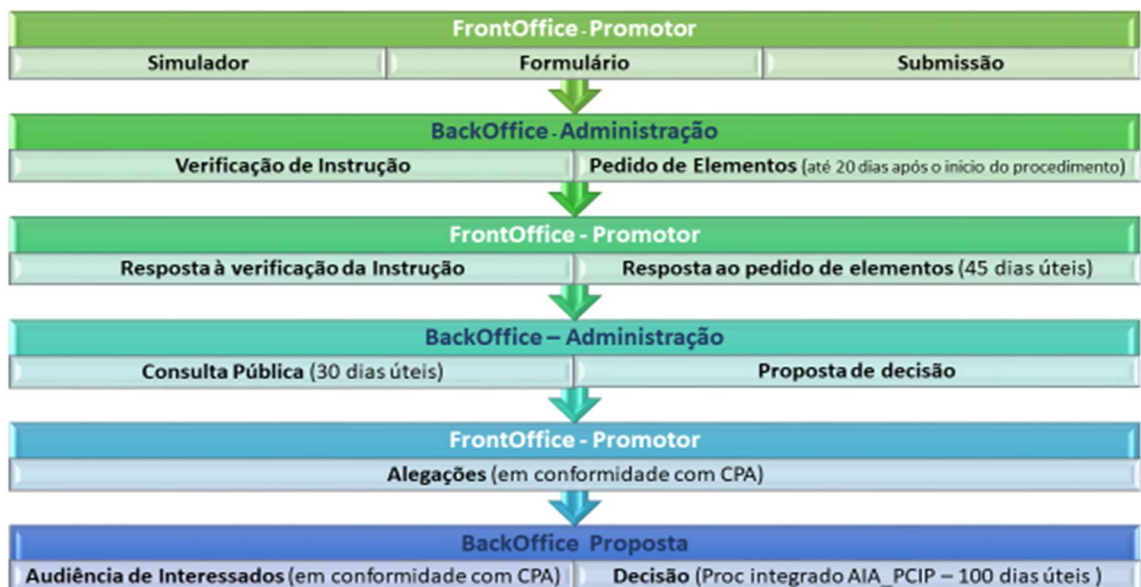 FrontOffice - Promotor
Simulador Formulário Submissão
BackOffice - Administração
Verificação de Instrução Pedido de Elementos (até 20 dias após o inicio do procedimento)
FrontOffice - Promotor
Resposta à verificação da Instrução Resposta ao pedido de elementos (45 dias úteis)
BackOffice – Administração
Consulta Pública (30 dias úteis) Proposta de decisão
FrontOffice - Promotor
Alegações (em conformidade com CPA)
BackOffice Proposta
Audiência de Interessados (em conformidade com CPA) Decisão (Proc integrado AIA_PCIP – 100 dias úteis )